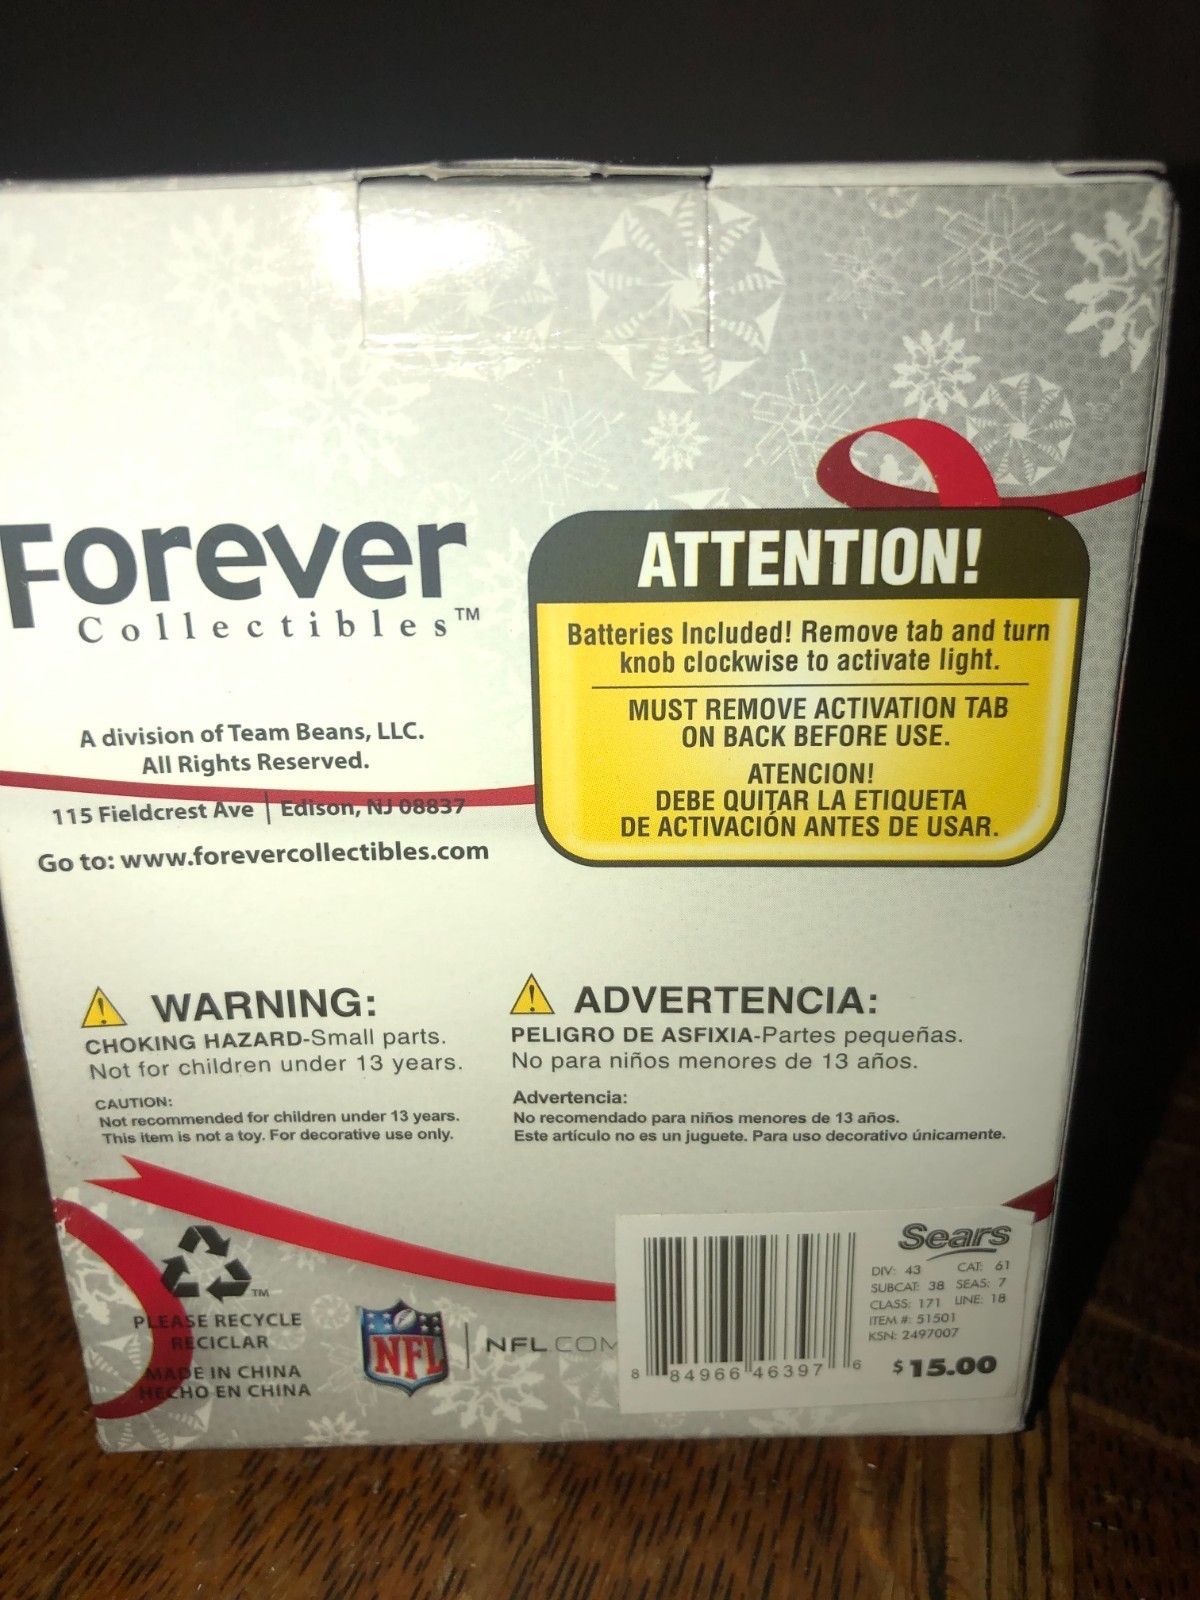 Forever
Collectibles™
A division of Team Beans, LLC.
All Rights Reserved.
115 Fieldcrest Ave | Edison, NJ 08837
Go to: www.forevercollectibles.com
ATTENTION!
Batteries Included! Remove tab and turn
knob clockwise to activate light.
MUST REMOVE ACTIVATION TAB
ON BACK BEFORE USE.
ATENCION!
DEBE QUITAR LA ETIQUETA
DE ACTIVACIÓN ANTES DE USAR.
WARNING:
CHOKING HAZARD-Small parts.
Not for children under 13 years.
CAUTION:
Not recommended for children under 13 years.
This item is not a toy. For decorative use only.
ADVERTENCIA:
PELIGRO DE ASFIXIA-Partes pequeñas.
No para niños menores de 13 años.
Advertencia:
No recomendado para niños menores de 13 años.
Este artículo no es un juguete. Para uso decorativo únicamente.
TM
PLEASE RECYCLE
RECICLAR
MADE IN CHINA
HECHO EN CHINA
NFL
NFL.COM
Sears
DIV: 43 CAT: 61
SUBCAT: 38 SEAS: 7
CLASS: 171 LINE: 18
ITEM #: 51501
KSN: 2497007
$15.00
8 84966 46397 6